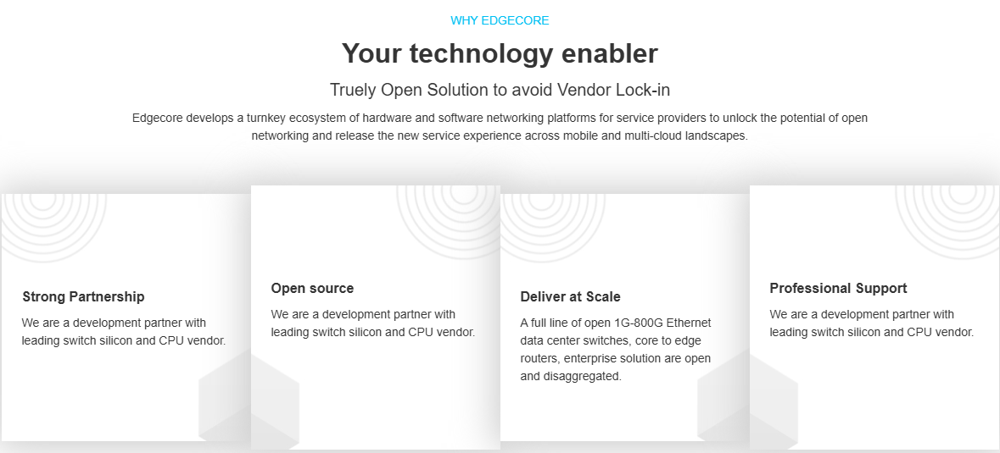 WHY EDGECORE
Your technology enabler
Truely Open Solution to avoid Vendor Lock-in
Edgecore develops a turnkey ecosystem of hardware and software networking platforms for service providers to unlock the potential of open
networking and release the new service experience across mobile and multi-cloud landscapes.
Strong Partnership
We are a development partner with
leading switch silicon and CPU vendor.
Open source
We are a development partner with
leading switch silicon and CPU vendor.
Deliver at Scale
A full line of open 1G-800G Ethernet
data center switches, core to edge
routers, enterprise solution are open
and disaggregated.
Professional Support
We are a development partner with
leading switch silicon and CPU vendor.